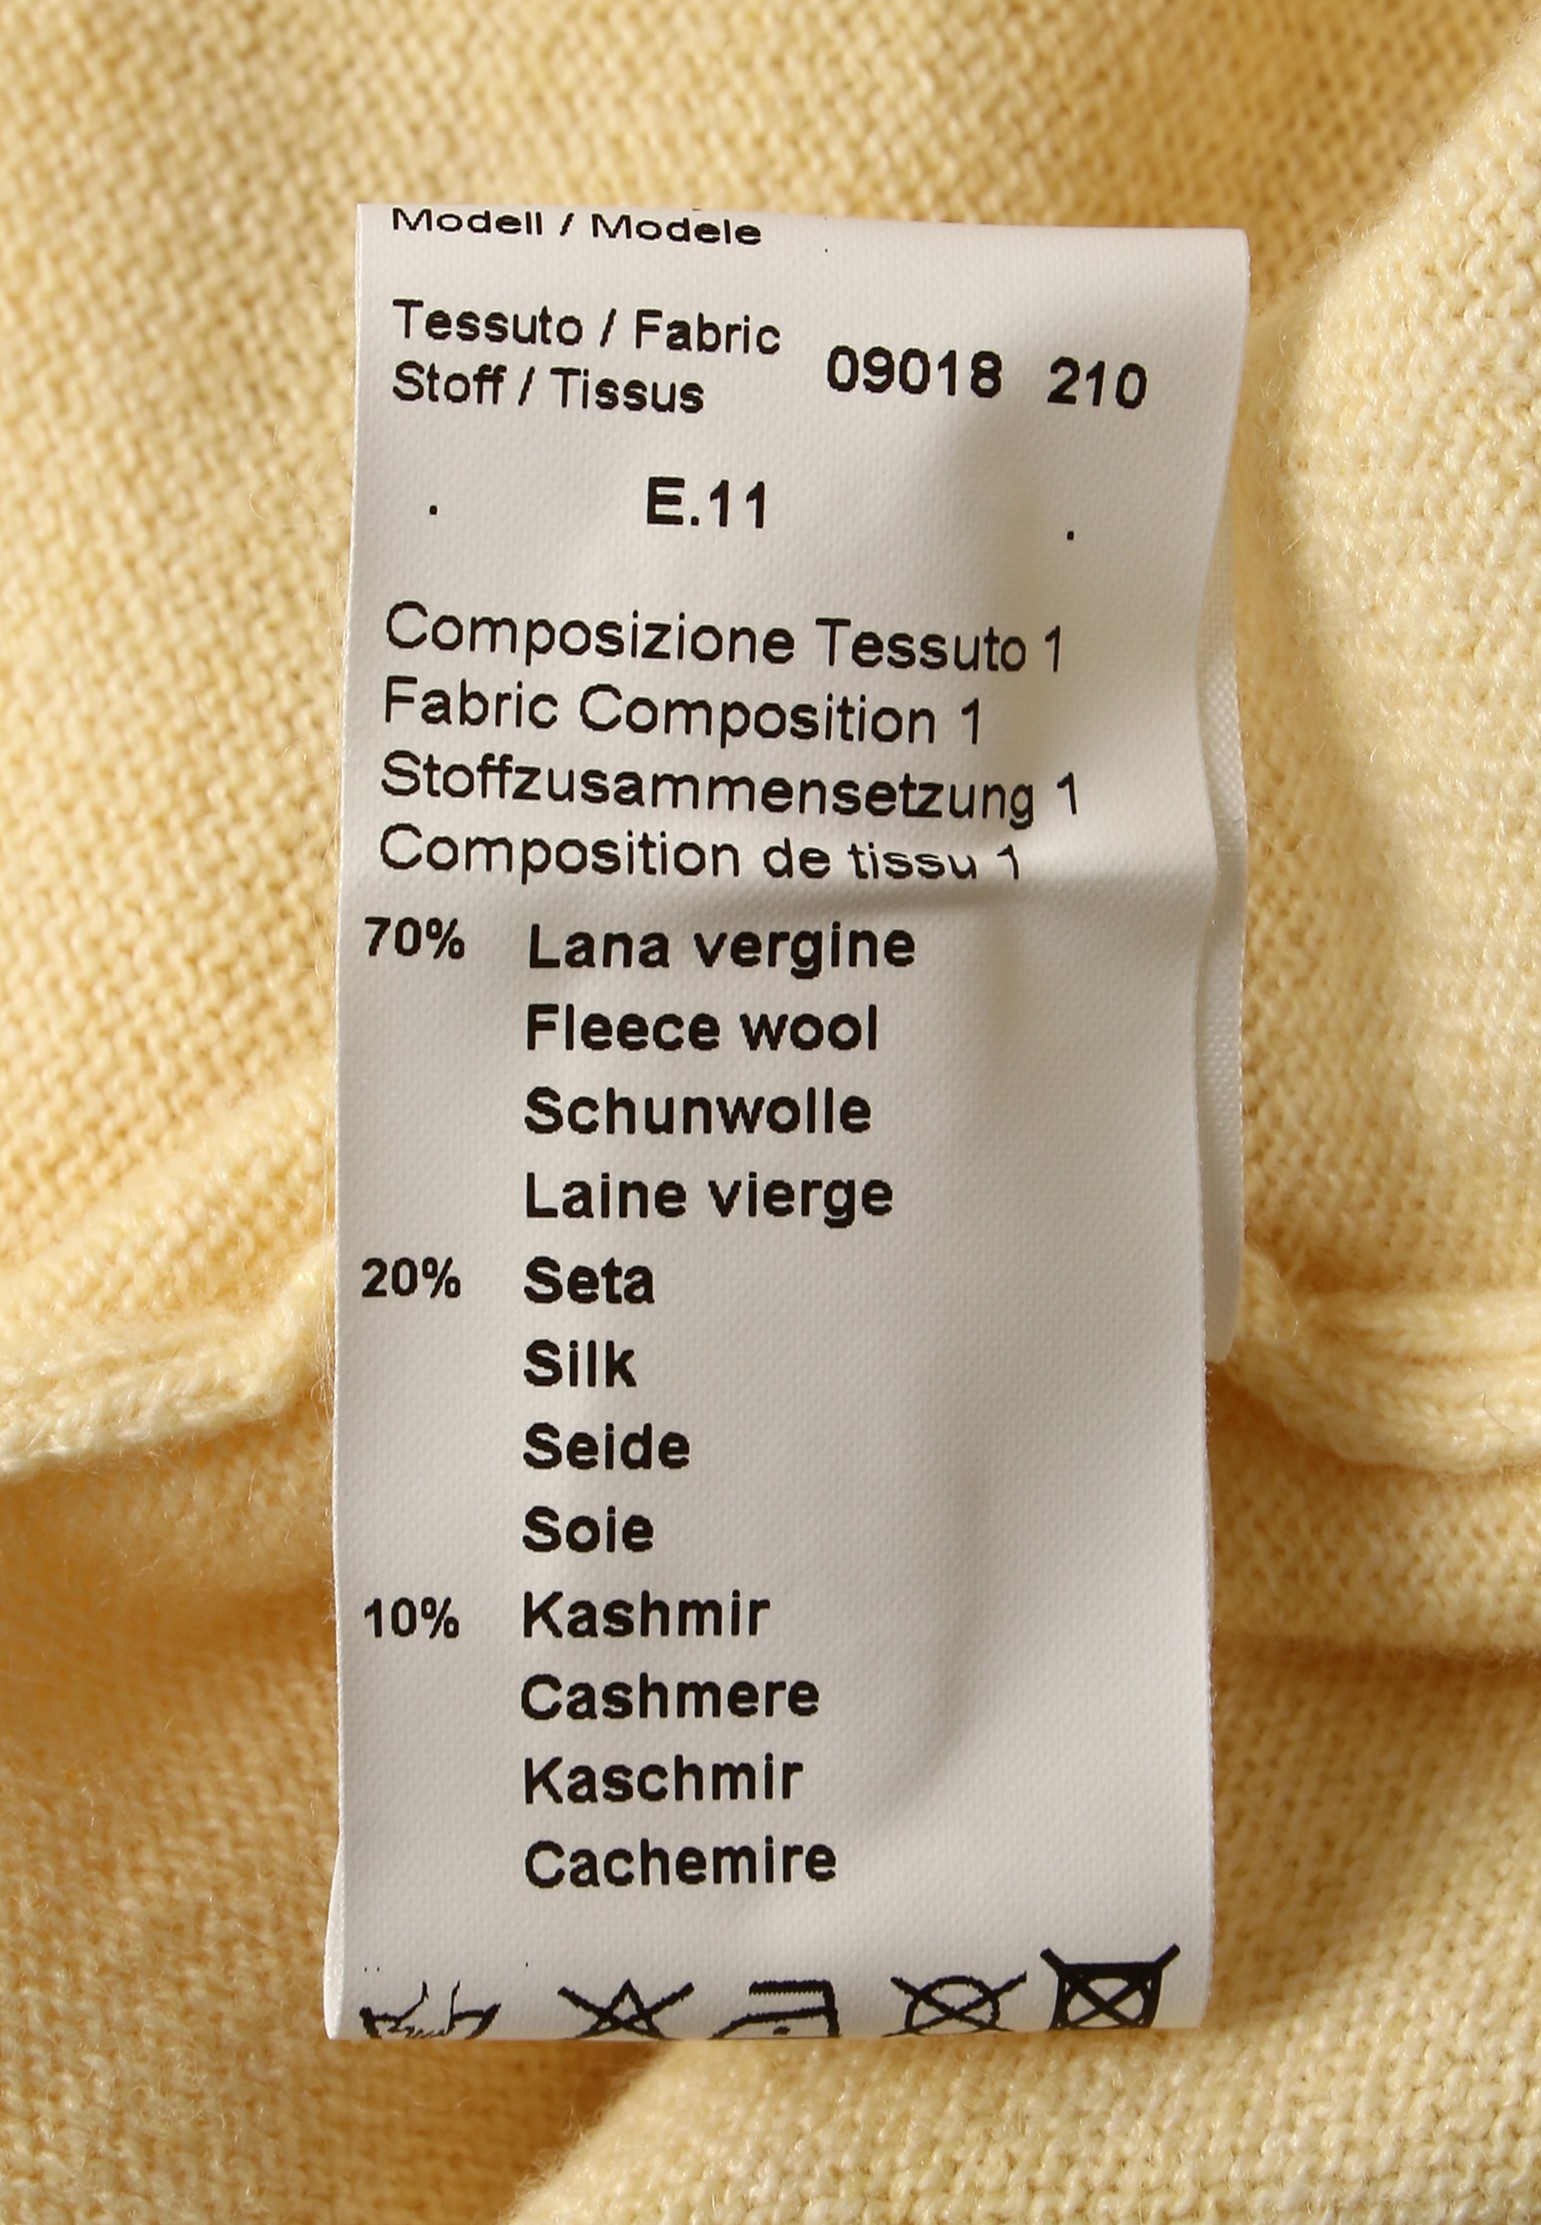 Modell / Modele
Tessuto / Fabric
Stoff / Tissus
09018 210
E.11
Composizione Tessuto 1
Fabric Composition 1
Stoffzusammensetzung 1
Composition de tissu 1
70% Lana vergine
Fleece wool
Schunwolle
Laine vierge
20% Seta
Silk
Seide
Soie
10% Kashmir
Cashmere
Kaschmir
Cachemire